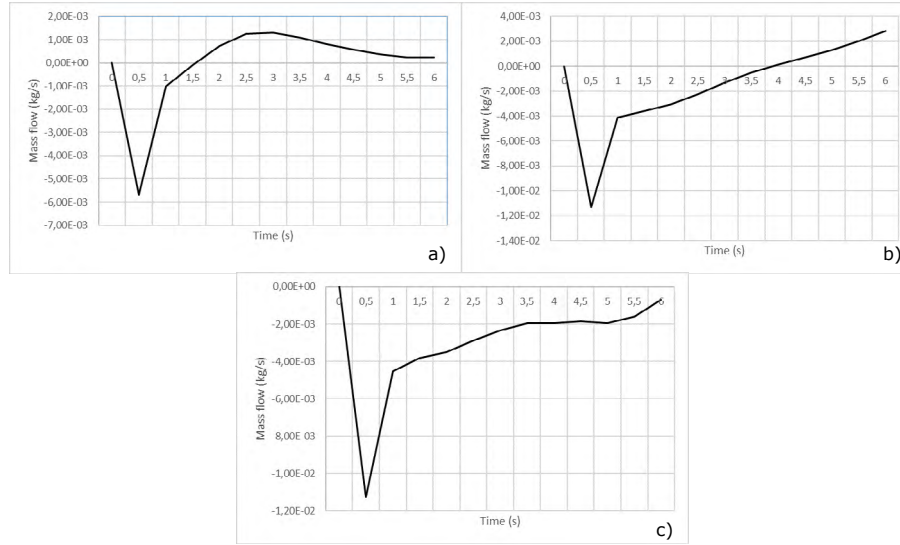 2,00E-03
1,00E-03
0,00E+00
-1,00E-03
-2,00E-03
-3,00E-03
-4,00E-03
-5,00E-03
-6,00E-03
-7,00E-03
0 0,5 1 1,5 2 2,5 3 3,5 4 4,5 5 5,5 6
Mass flow (kg/s)
Time (s)
a)
4,00E-03
2,00E-03
0,00E+00
-2,00E-03
-4,00E-03
-6,00E-03
-8,00E-03
-1,00E-02
-1,20E-02
-1,40E-02
0 0,5 1 1,5 2 2,5 3 3,5 4 4,5 5 5,5 6
Mass flow (kg/s)
Time (s)
b)
0,00E+00
-2,00E-03
-4,00E-03
-6,00E-03
-8,00E-03
-1,00E-02
-1,20E-02
0 0,5 1 1,5 2 2,5 3 3,5 4 4,5 5 5,5 6
Mass flow (kg/s)
Time (s)
c)